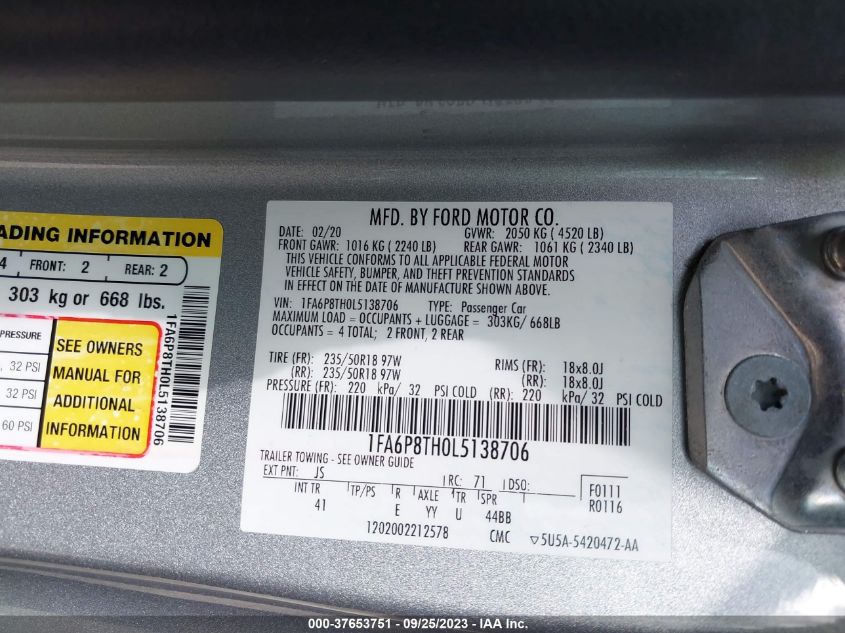 ADING INFORMATION
4 FRONT: 2 REAR: 2
303 kg or 668 lbs.
PRESSURE
, 32 PSI
32 PSI
60 PSI
SEE OWNERS
MANUAL FOR
ADDITIONAL
INFORMATION
1FA6P8TH0L5138706
MFD. BY FORD MOTOR CO.
DATE: 02/20 GVWR: 2050 KG ( 4520 LB)
FRONT GAWR: 1016 KG ( 2240 LB) REAR GAWR: 1061 KG ( 2340 LB)
THIS VEHICLE CONFORMS TO ALL APPLICABLE FEDERAL MOTOR
VEHICLE SAFETY, BUMPER, AND THEFT PREVENTION STANDARDS
IN EFFECT ON THE DATE OF MANUFACTURE SHOWN ABOVE.
VIN: 1FA6P8TH0L5138706 TYPE: Passenger Car
MAXIMUM LOAD = OCCUPANTS + LUGGAGE = 303KG/ 668LB
OCCUPANTS = 4 TOTAL; 2 FRONT, 2 REAR
TIRE (FR): 235/50R18 97W RIMS (FR): 18x8.0J
(RR): 235/50R18 97W (RR): 18x8.0J
PRESSURE (FR): 220 kPa/ 32 PSI COLD (RR): 220 kPa/ 32 PSI COLD
1FA6P8TH0L5138706
TRAILER TOWING - SEE OWNER GUIDE
EXT PNT: JS RC: 71 DSO: F0111
INT TR TP/PS R AXLE TR SPR R0116
41 E YY U 44BB
1202002212578 CMC ▽5U5A-5420472-AA
000-37653751 - 09/25/2023 - IAAI.com - Copyright IAA, Inc.